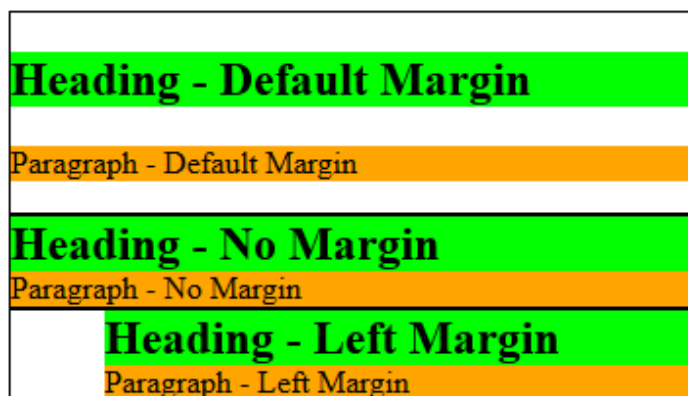 Heading - Default Margin
Paragraph - Default Margin
Heading - No Margin
Paragraph - No Margin
Heading - Left Margin
Paragraph - Left Margin